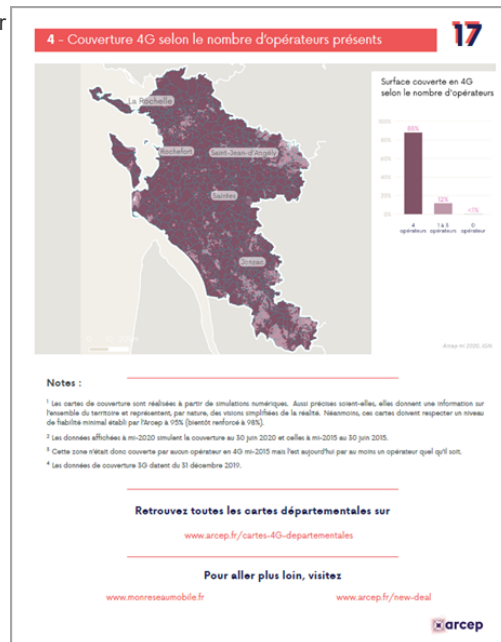 r
4 - Couverture 4G selon le nombre d'opérateurs présents
17
La Rochelle
Rochefort
Saint-Jean-d'Angély
Saintes
Jonzac
Surface couverte en 4G
selon le nombre d'opérateurs
100%
80%
60%
40%
20%
0%
88%
12%
<1%
4
opérateurs
1 à 3
opérateurs
0
opérateur
Arcep mi 2020, IGN
Notes :
1 Les cartes de couverture sont réalisées à partir de simulations numériques. Aussi précises soient-elles, elles donnent une information sur
l'ensemble du territoire et représentent, par nature, des visions simplifiées de la réalité. Néanmoins, ces cartes doivent respecter un niveau
de fiabilité minimal établi par l'Arcep à 95% (bientôt renforcé à 98%).
2 Les données affichées à mi-2020 simulent la couverture au 30 juin 2020 et celles à mi-2015 au 30 juin 2015.
3 Cette zone n'était donc couverte par aucun opérateur en 4G mi-2015 mais l'est aujourd'hui par au moins un opérateur quel qu'il soit.
4 Les données de couverture 3G datent du 31 décembre 2019.
Retrouvez toutes les cartes départementales sur
www.arcep.fr/cartes-4G-departementales
Pour aller plus loin, visitez
www.monreseaumobile.fr
www.arcep.fr/new-deal
arcep